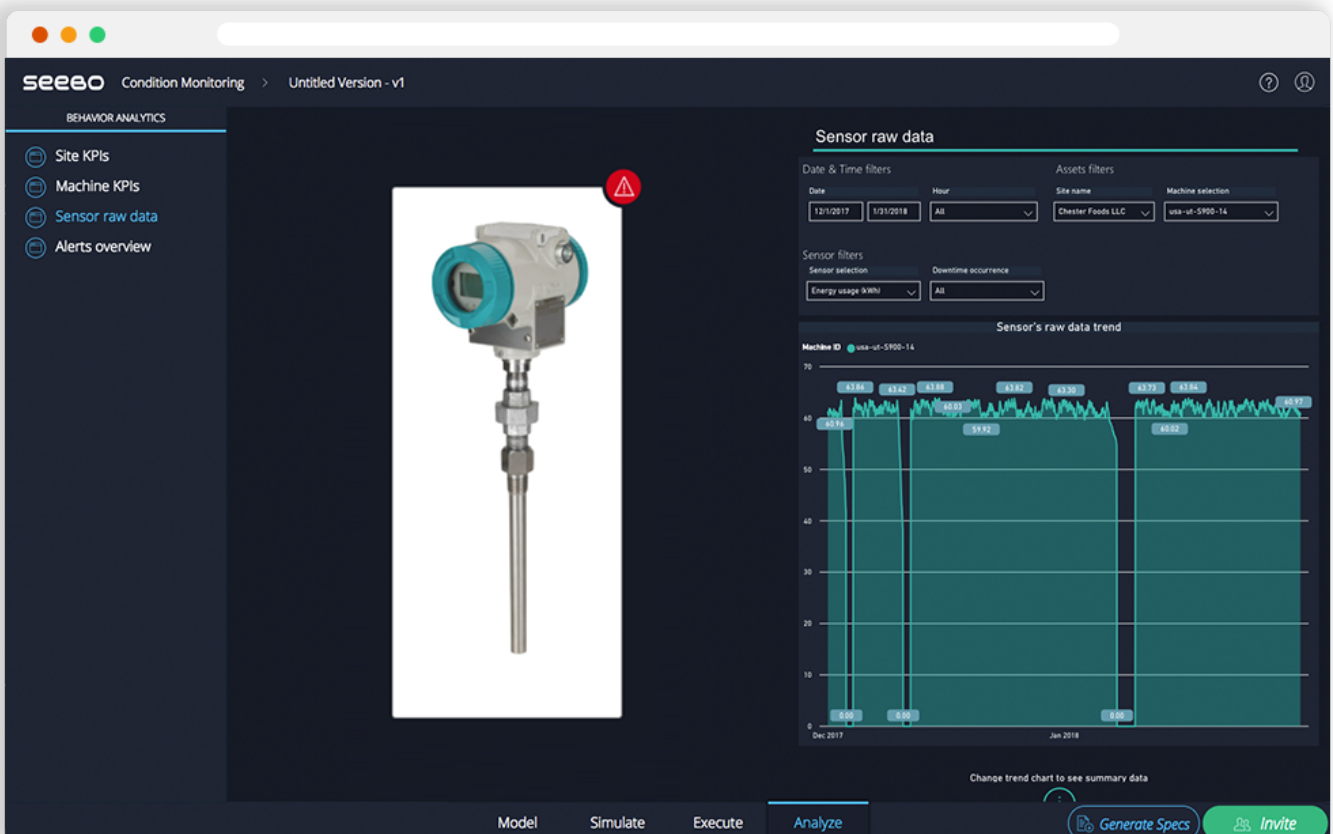 seebo Condition Monitoring > Untitled Version - v1
BEHAVIOR ANALYTICS
Site KPIs
Machine KPIs
Sensor raw data
Alerts overview
Sensor raw data
Date & Time filters Assets filters
Date Hour Site name Machine selection
12/1/2017 1/31/2018 All Chester Foods LLC usa-ut-S900-14
Sensor filters
Sensor selection Downtime occurrence
Energy usage (kWh) All
Sensor's raw data trend
Machine ID usa-ut-S900-14
70
63.86 63.42 63.88 63.82 63.30 63.73 63.84
60.03 60.97
60
60.96 59.92 60.02
50
40
30
20
10
0.00 0.00 0.00
0
Dec 2017 Jan 2018
Change trend chart to see summary data
Model Simulate Execute Analyze Generate Specs Invite